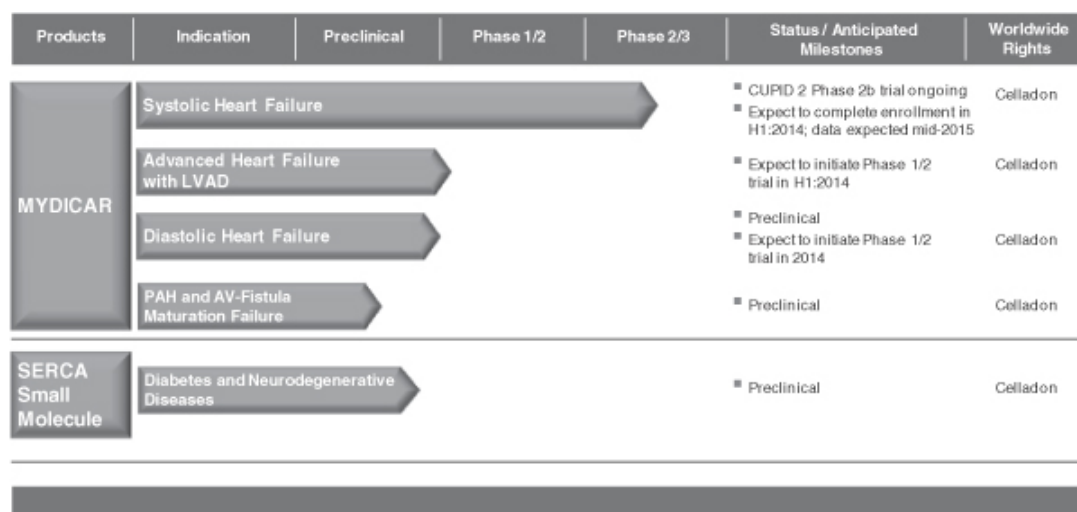 Products Indication Preclinical Phase 1/2 Phase 2/3 Status / Anticipated Milestones Worldwide Rights
MYDICAR
Systolic Heart Failure
■ CUPID 2 Phase 2b trial ongoing
■ Expect to complete enrollment in
H1:2014; data expected mid-2015
Celladon
Advanced Heart Failure
with LVAD
■ Expect to initiate Phase 1/2
trial in H1:2014
Celladon
Diastolic Heart Failure
■ Preclinical
■ Expect to initiate Phase 1/2
trial in 2014
Celladon
PAH and AV-Fistula
Maturation Failure
■ Preclinical
Celladon
SERCA
Small
Molecule
Diabetes and Neurodegenerative
Diseases
■ Preclinical
Celladon